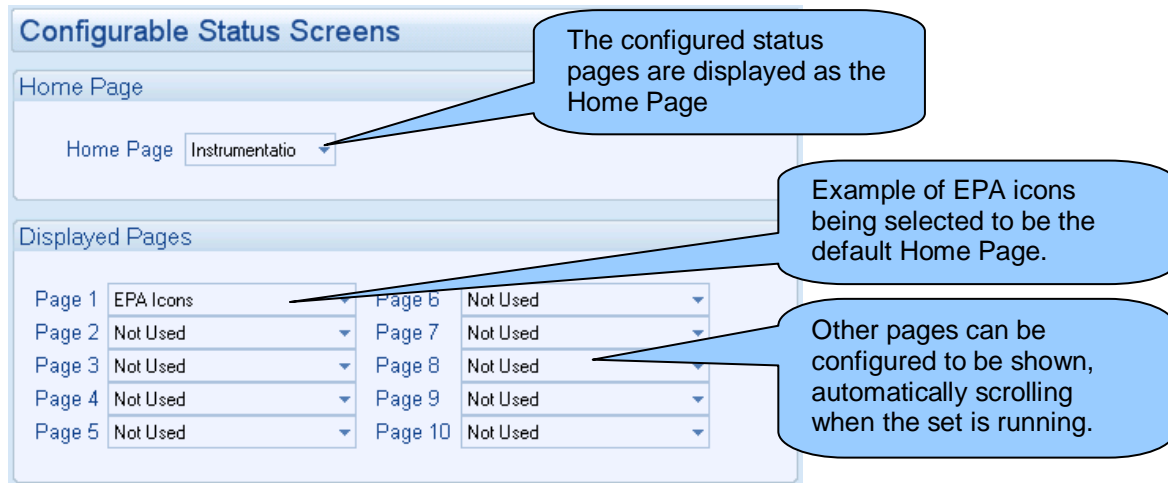 Configurable Status Screens
The configured status
pages are displayed as the
Home Page
Home Page
Home Page Instrumentatio
Example of EPA icons
being selected to be the
default Home Page.
Displayed Pages
Page 1 EPA Icons Page 6 Not Used
Page 2 Not Used Page 7 Not Used
Page 3 Not Used Page 8 Not Used
Page 4 Not Used Page 9 Not Used
Page 5 Not Used Page 10 Not Used
Other pages can be
configured to be shown,
automatically scrolling
when the set is running.